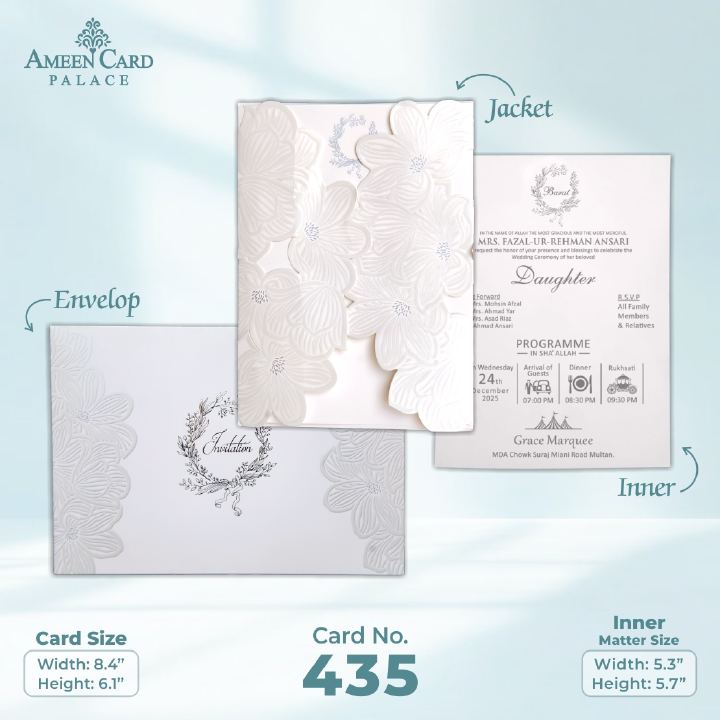 AMEEN CARD
PALACE
Jacket
Envelop
Invitation
Barat
IN THE NAME OF ALLAH THE MOST GRACIOUS AND THE MOST MERCIFUL.
MRS. FAZAL-UR-REHMAN ANSARI
request the honor of your presence and blessings to celebrate the
Wedding Ceremony of her beloved
Daughter
Forward
Mrs. Mohsin Afzal
Mrs. Ahmad Yar
Mrs. Asad Riaz
Ahmad Ansari
R.S.V.P
All Family
Members
& Relatives
PROGRAMME
IN SHA' ALLAH
Wednesday
24th
December
2025
Arrival of
Guests
07:00 PM
Dinner
08:30 PM
Rukhsati
09:30 PM
Grace Marquee
MDA Chowk Suraj Miani Road Multan.
Inner
Card Size
Width: 8.4”
Height: 6.1”
Card No.
435
Inner
Matter Size
Width: 5.3”
Height: 5.7”